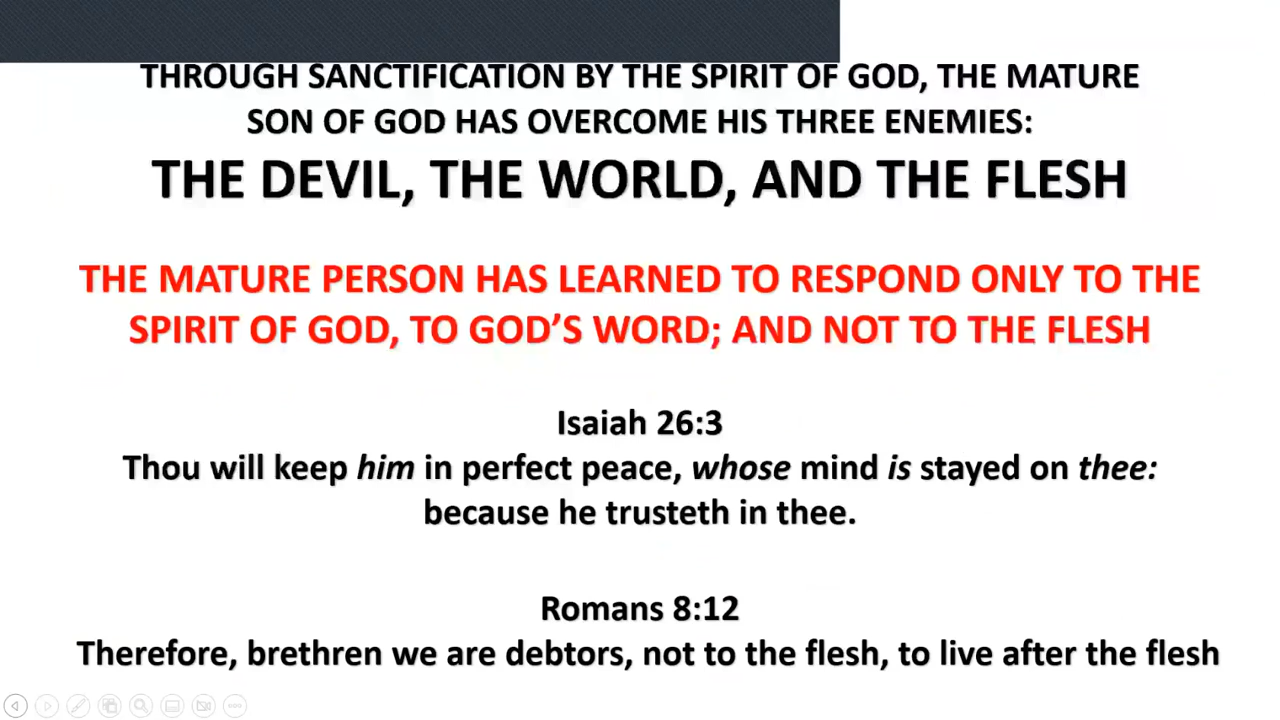 THROUGH SANCTIFICATION BY THE SPIRIT OF GOD, THE MATURE
SON OF GOD HAS OVERCOME HIS THREE ENEMIES:
THE DEVIL, THE WORLD, AND THE FLESH
THE MATURE PERSON HAS LEARNED TO RESPOND ONLY TO THE
SPIRIT OF GOD, TO GOD’S WORD; AND NOT TO THE FLESH
Isaiah 26:3
Thou will keep him in perfect peace, whose mind is stayed on thee:
because he trusteth in thee.
Romans 8:12
Therefore, brethren we are debtors, not to the flesh, to live after the flesh